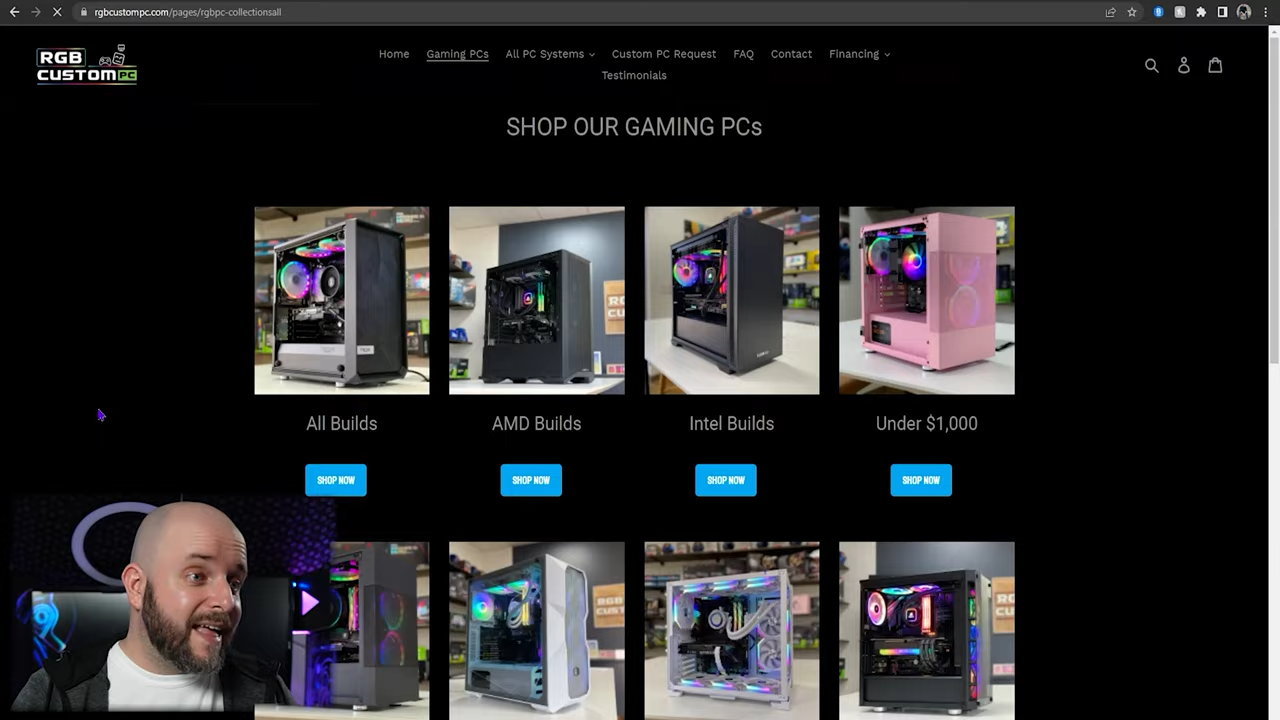 rgbcustompc.com/pages/rgbpc-collectionsall
RGB
CUSTOMPC
Home Gaming PCs All PC Systems Custom PC Request FAQ Contact Financing
Testimonials
SHOP OUR GAMING PCs
All Builds AMD Builds Intel Builds Under $1,000
SHOP NOW SHOP NOW SHOP NOW SHOP NOW